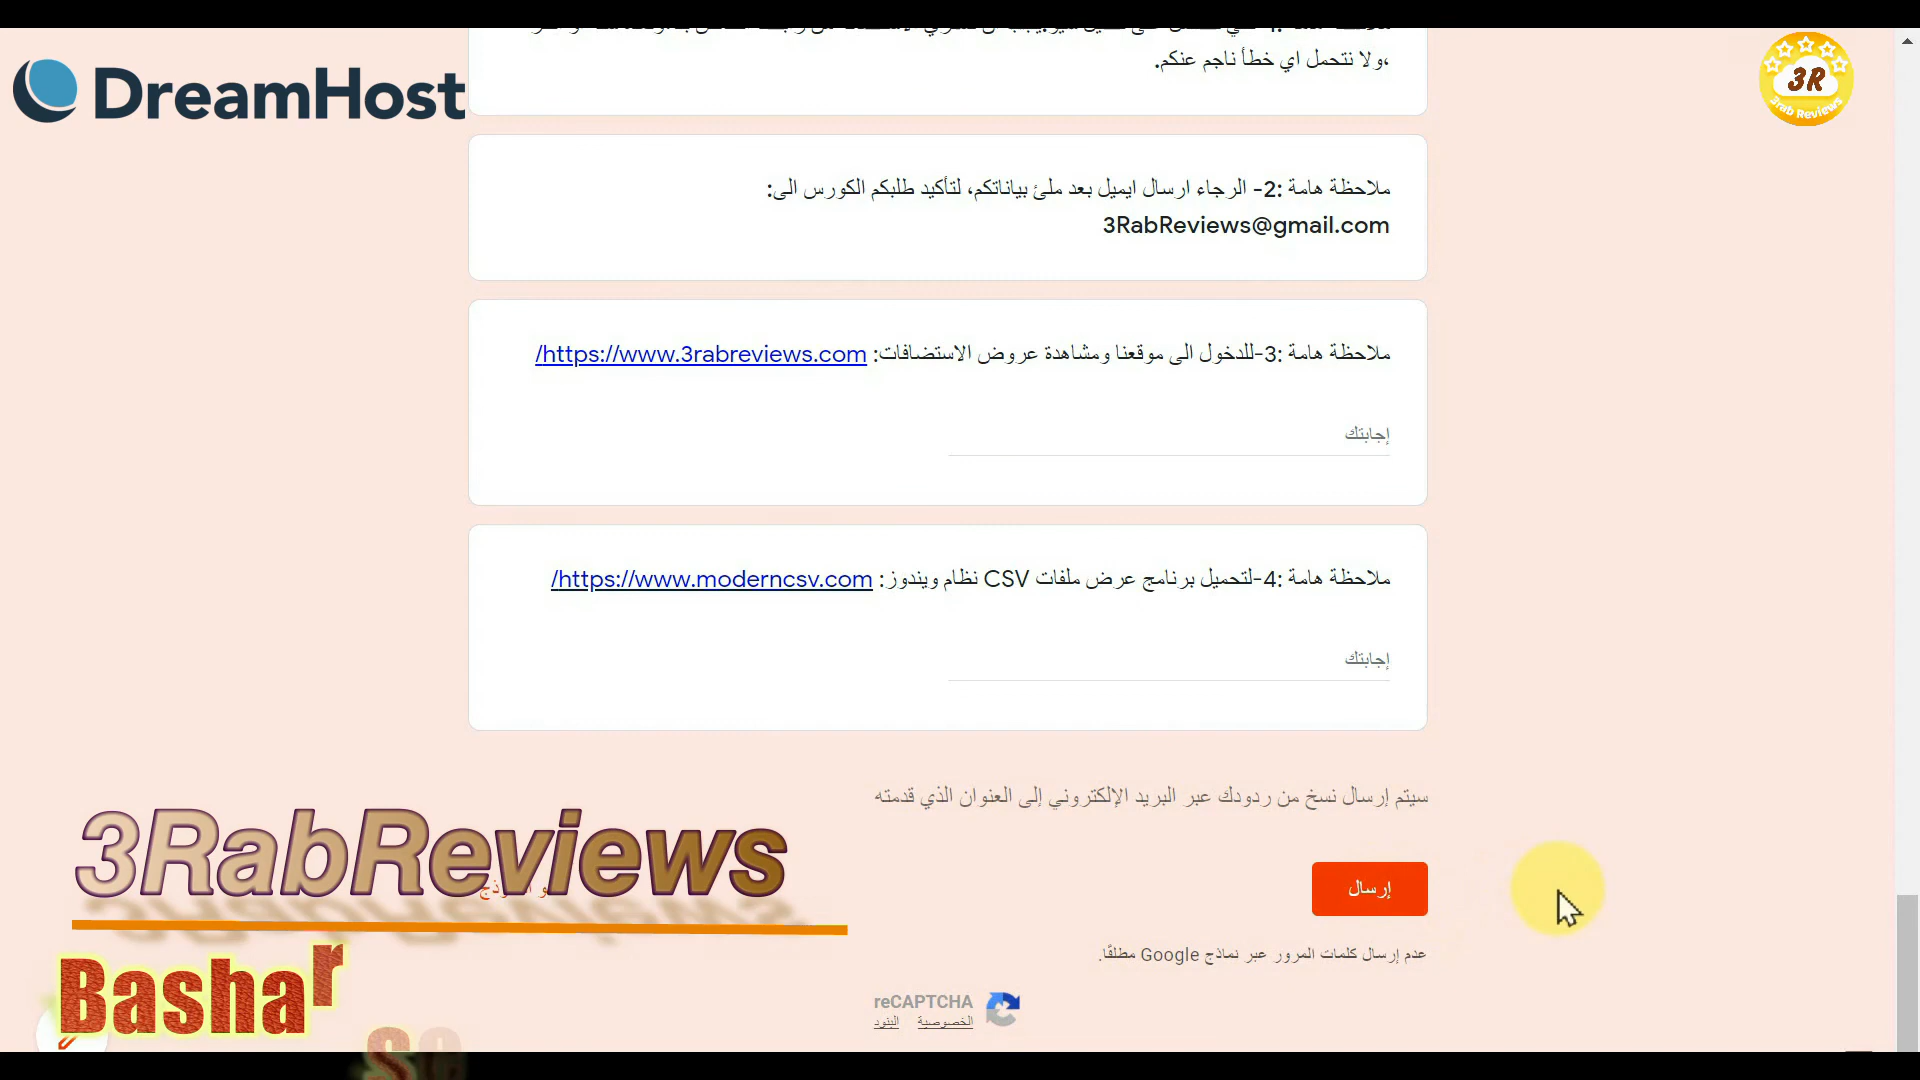 ،ولا نتحمل اي خطأ ناجم عنكم.
DreamHost
3R
3rab Reviews
ملاحظة هامة :2- الرجاء ارسال ايميل بعد ملئ بياناتكم، لتأكيد طلبكم الكورس الى:
3RabReviews@gmail.com
ملاحظة هامة :3-للدخول الى موقعنا ومشاهدة عروض الاستضافات: https://www.3rabreviews.com/
إجابتك
ملاحظة هامة :4-لتحميل برنامج عرض ملفات CSV نظام ويندوز: https://www.moderncsv.com/
إجابتك
سيتم إرسال نسخ من ردودك عبر البريد الإلكتروني إلى العنوان الذي قدمته
إرسال
3RabReviews
عدم إرسال كلمات المرور عبر نماذج Google مطلقًا.
Bashar
reCAPTCHA
الخصوصية البنود